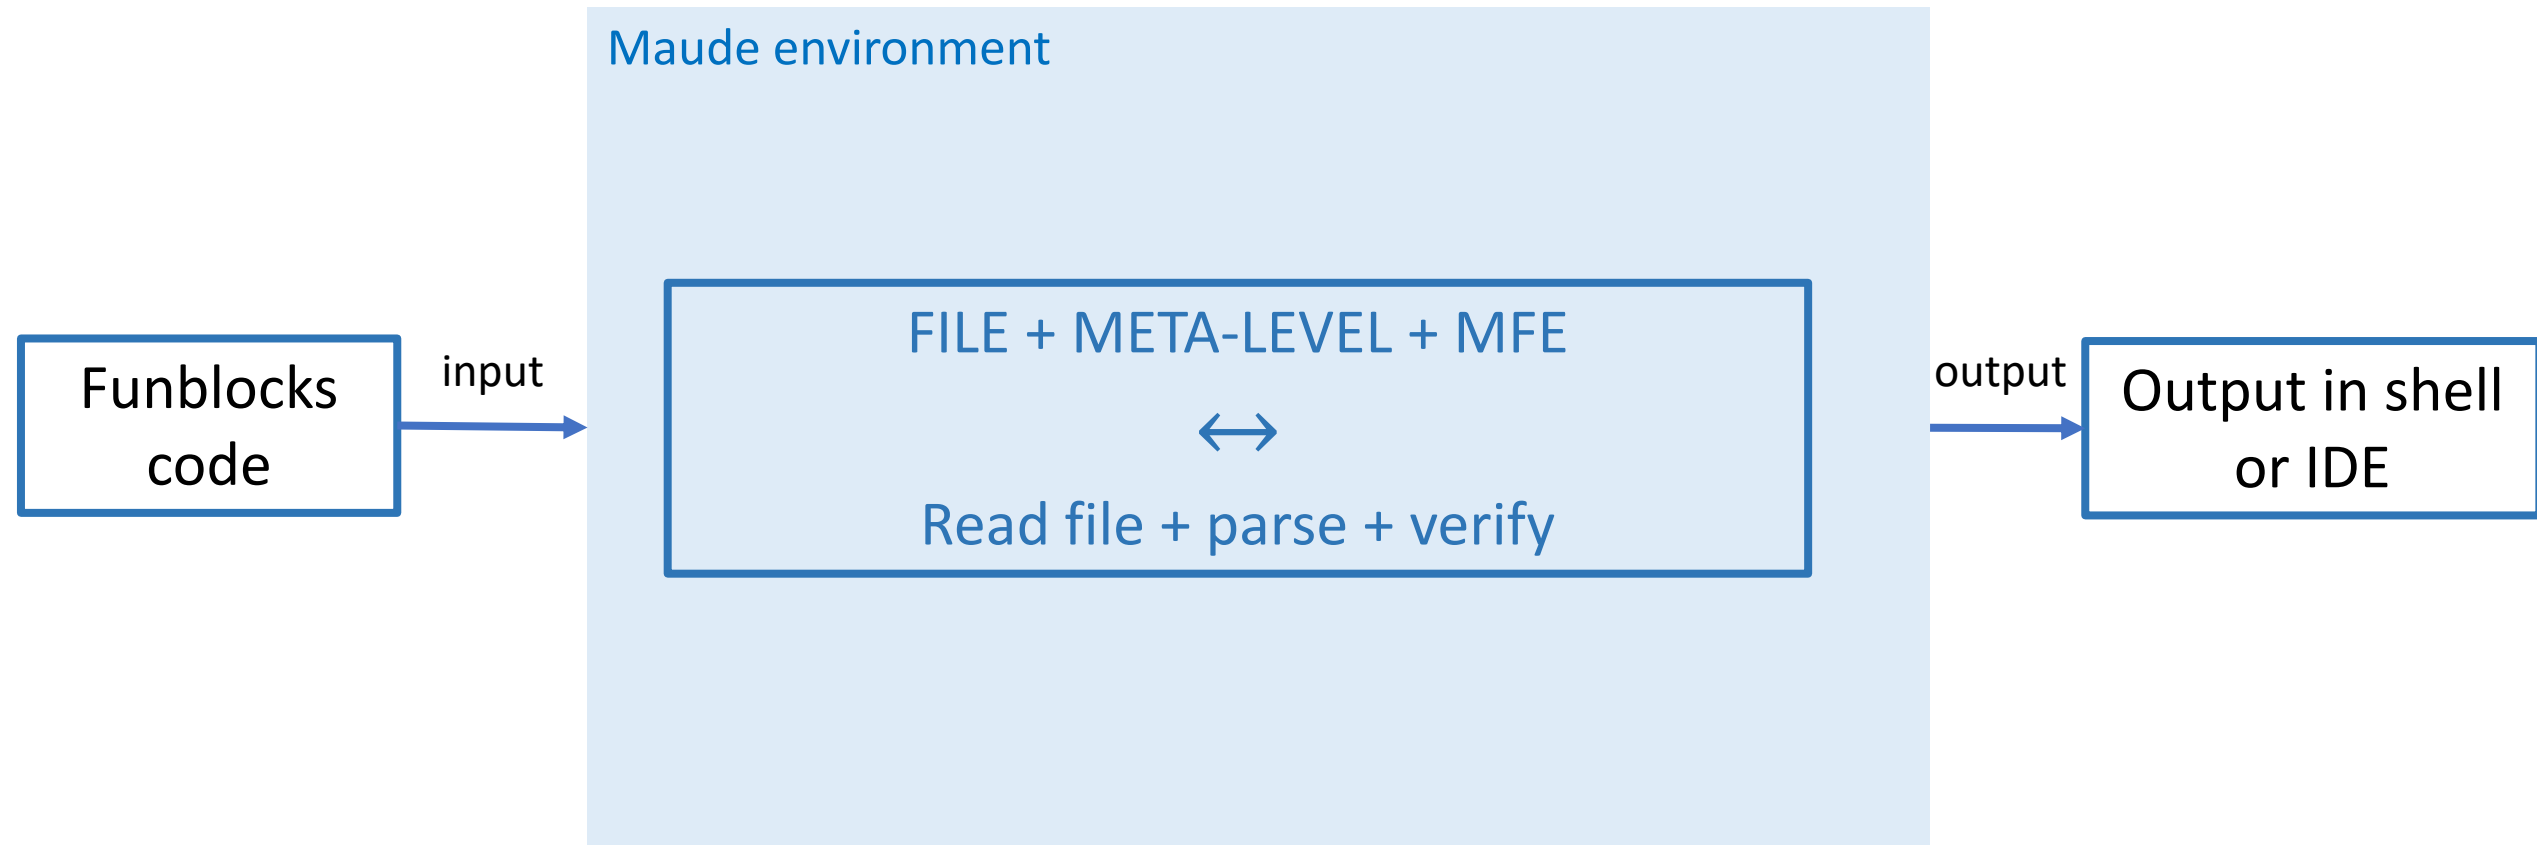 Maude environment
FILE + META-LEVEL + MFE
↔
Read file + parse + verify
Funblocks
code
input
output
Output in shell
or IDE